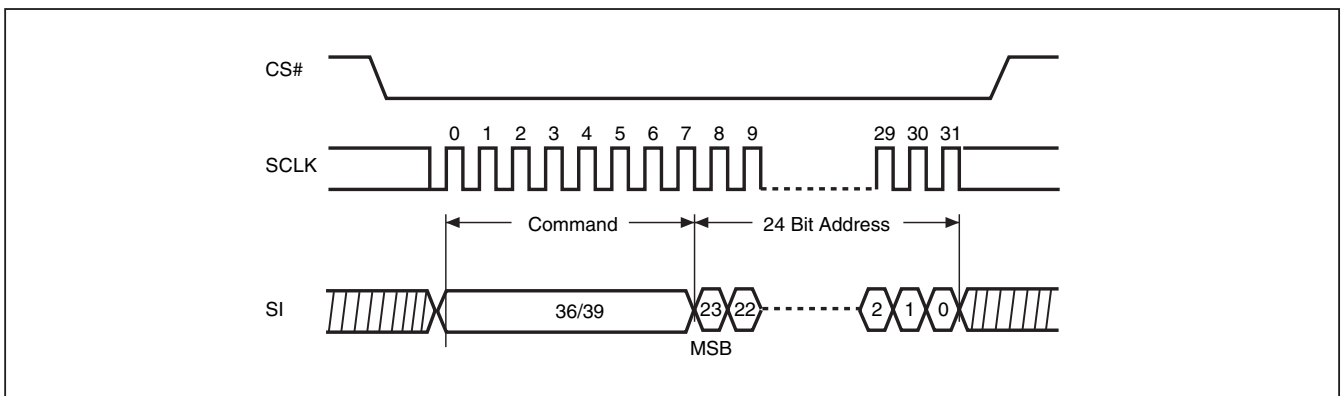 CS#
0 1 2 3 4 5 6 7 8 9 29 30 31
SCLK
Command 24 Bit Address
SI 36/39 23 22 2 1 0
MSB